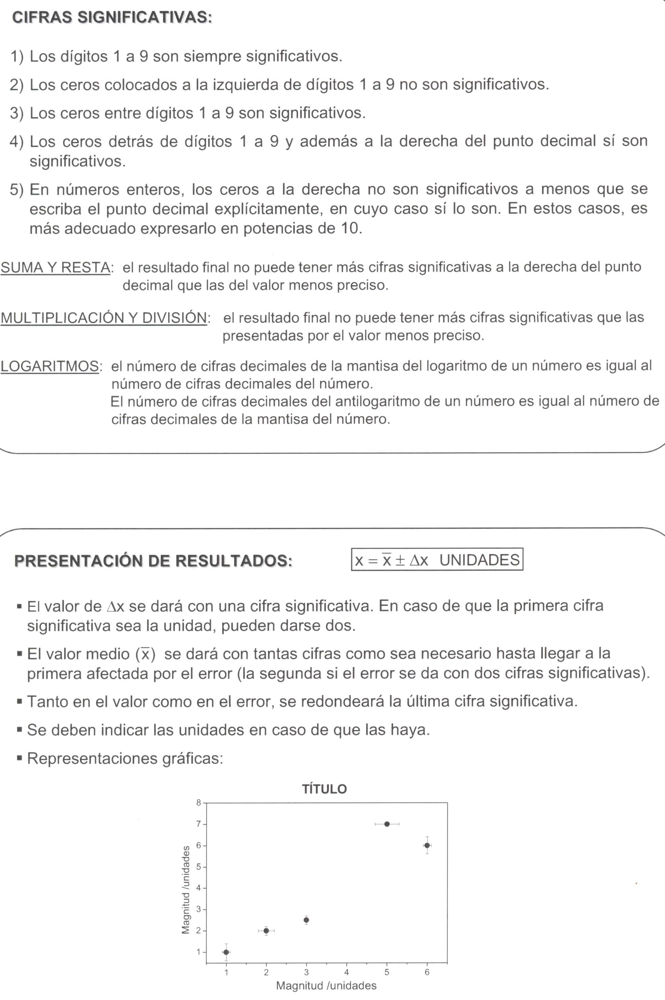 CIFRAS SIGNIFICATIVAS:
1) Los dígitos 1 a 9 son siempre significativos.
2) Los ceros colocados a la izquierda de dígitos 1 a 9 no son significativos.
3) Los ceros entre dígitos 1 a 9 son significativos.
4) Los ceros detrás de dígitos 1 a 9 y además a la derecha del punto decimal sí son
significativos.
5) En números enteros, los ceros a la derecha no son significativos a menos que se
escriba el punto decimal explícitamente, en cuyo caso sí lo son. En estos casos, es
más adecuado expresarlo en potencias de 10.
SUMA Y RESTA: el resultado final no puede tener más cifras significativas a la derecha del punto
decimal que las del valor menos preciso.
MULTIPLICACIÓN Y DIVISIÓN: el resultado final no puede tener más cifras significativas que las
presentadas por el valor menos preciso.
LOGARITMOS: el número de cifras decimales de la mantisa del logaritmo de un número es igual al
número de cifras decimales del número.
El número de cifras decimales del antilogaritmo de un número es igual al número de
cifras decimales de la mantisa del número.
PRESENTACIÓN DE RESULTADOS: x = x̅ ± Δx UNIDADES
▪ El valor de Δx se dará con una cifra significativa. En caso de que la primera cifra
significativa sea la unidad, pueden darse dos.
▪ El valor medio (x̅) se dará con tantas cifras como sea necesario hasta llegar a la
primera afectada por el error (la segunda si el error se da con dos cifras significativas).
▪ Tanto en el valor como en el error, se redondeará la última cifra significativa.
▪ Se deben indicar las unidades en caso de que las haya.
▪ Representaciones gráficas:
TÍTULO
8
7
6
5
4
3
2
1
Magnitud /unidades
1 2 3 4 5 6
Magnitud /unidades